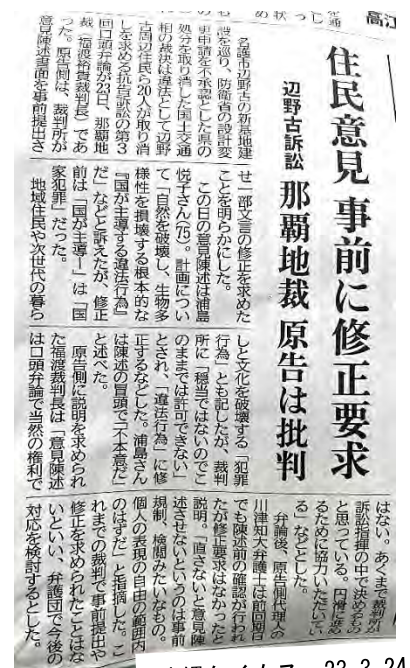 住民意見 事前に修正要求
辺野古訴訟 那覇地裁 原告は批判
名護市辺野古の新基地建
設を巡り、防衛省の設計変
更申請を不承認とした県の
処分を取り消した国土交通
相の裁決は違法として辺野
古周辺住民ら20人が取り消
しを求める抗告訴訟の第3
回口頭弁論が23日、那覇地
裁（福渡裕貴裁判長）であ
った。原告側は、裁判所が
意見陳述書面を事前提出さ
せ一部文言の修正を求めた
ことを明らかにした。
この日の意見陳述は浦島
悦子さん（75）。計画につい
て「自然を破壊し、生物多
様性を損壊する根本的な
『国が主導する違法行為』
だ」などと訴えたが、修正
前は「国が主導ー」は「国
家犯罪」だった。
地域住民や次世代の暮ら
しと文化を破壊する「犯罪
行為」とも記したが、裁判
所に「穏当ではないのでこ
のままでは許可できない」
とされ、「違法行為」に修
正するなどした。浦島さん
は陳述の冒頭で「不本意だ」
と述べた。
原告側に説明を求められ
た福渡裁判長は「意見陳述
は口頭弁論で当然の権利で
はない。あくまで裁判所が
訴訟指揮の中で決めるもの
と思っている。円滑に進め
るために協力いただいてい
る」などとした。
弁論後、原告側代理人の
川津知大弁護士は前回期日
でも陳述前の確認が行われ
たが修正要求はなかったと
説明。「直さないと意見陳
述させないというのは事前
規制、検閲みたいなもの。
個人の表現の自由の範囲内
のはずだ」と指摘した。こ
れまでの裁判で事前提出や
修正を求められたことはな
いといい、弁護団で今後の
対応を検討するとした。
23.3.24